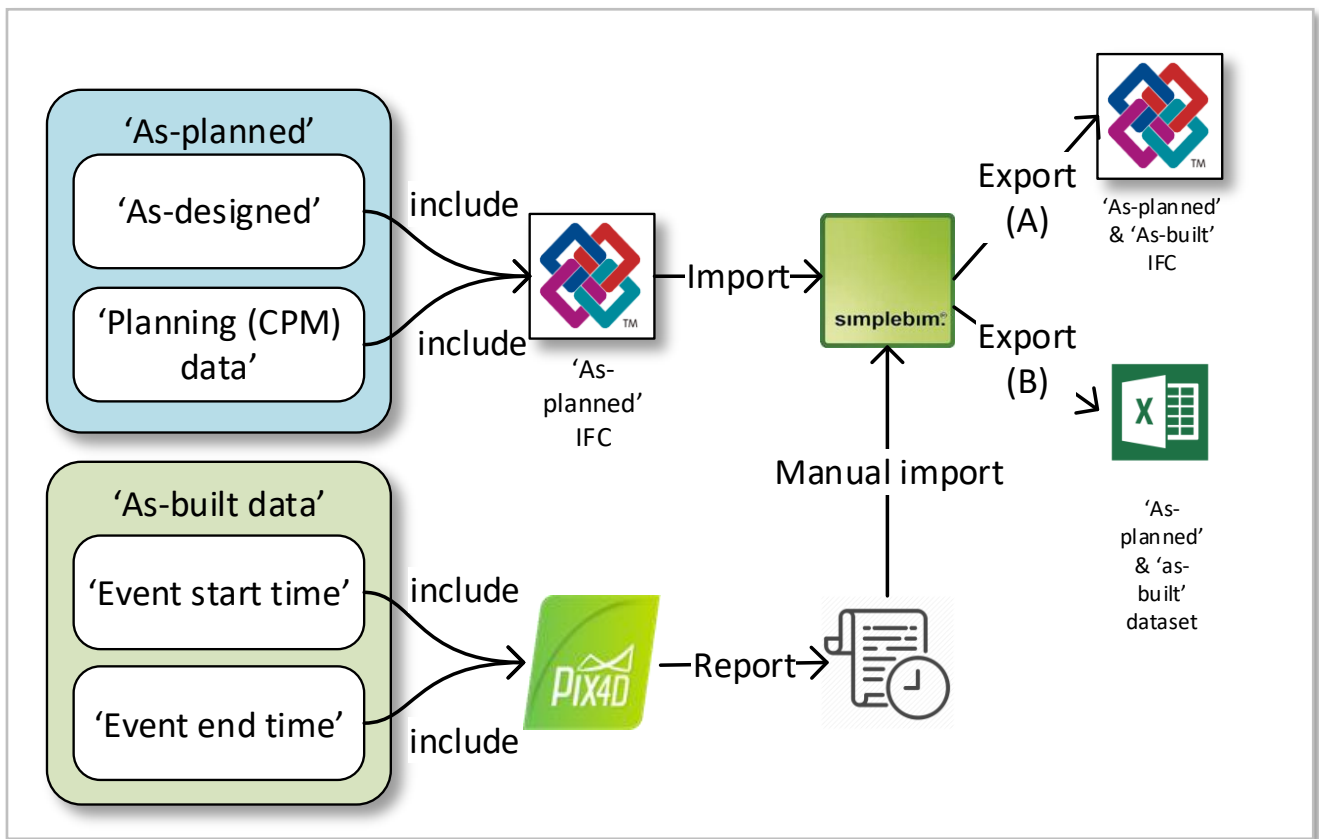 ‘As-planned’
‘As-designed’
‘Planning (CPM)
data’
include
include
TM
‘As-
planned’
IFC
Import
simplebim®
Export
(A)
TM
‘As-planned’
& ‘As-built’
IFC
Export
(B)
X
‘As-
planned’
& ‘as-
built’
dataset
Manual import
‘As-built data’
‘Event start time’
‘Event end time’
include
include
PIX4D
Report